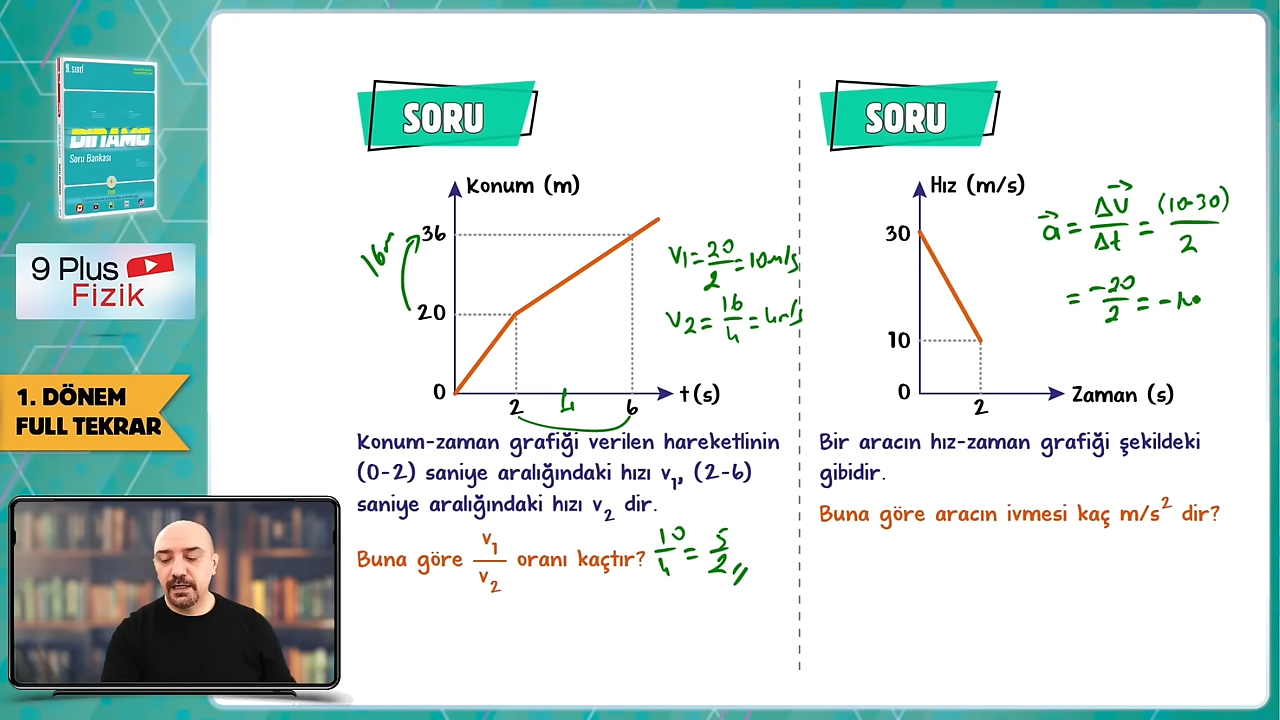 9. SINIF
DINAMO
Soru Bankası
9 Plus
Fizik
1. DÖNEM
FULL TEKRAR
SORU
Konum (m)
36
20
0
2
6
t(s)
16m
4
V1=20/2=10m/s
V2=16/4=4m/s
Konum-zaman grafiği verilen hareketlinin
(0-2) saniye aralığındaki hızı v₁, (2-6)
saniye aralığındaki hızı v₂ dir.
Buna göre v₁/v₂ oranı kaçtır? 10/4=5/2,,
SORU
Hız (m/s)
30
10
0
2
Zaman (s)
a⃗=ΔV⃗/Δt=(10-30)/2
=-20/2=-10
Bir aracın hız-zaman grafiği şekildeki
gibidir.
Buna göre aracın ivmesi kaç m/s² dir?